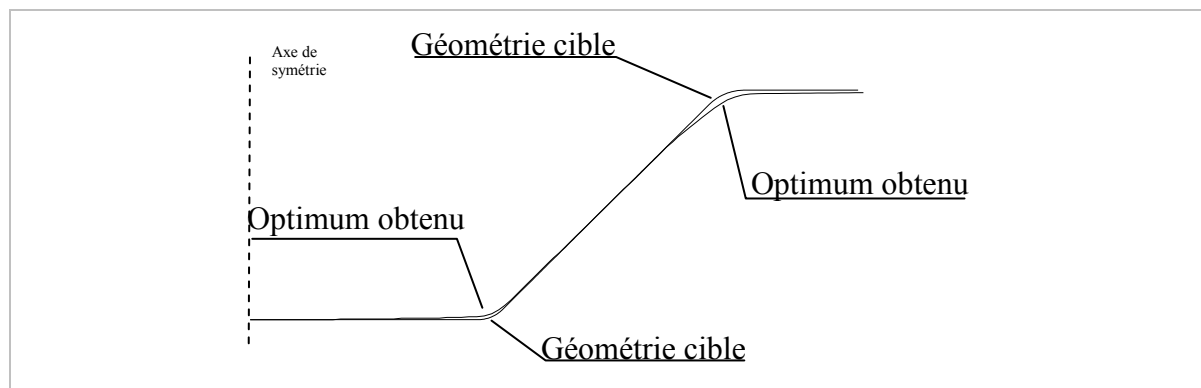 Géométrie cible
Axe de
symétrie
Optimum obtenu
Optimum obtenu
Géométrie cible